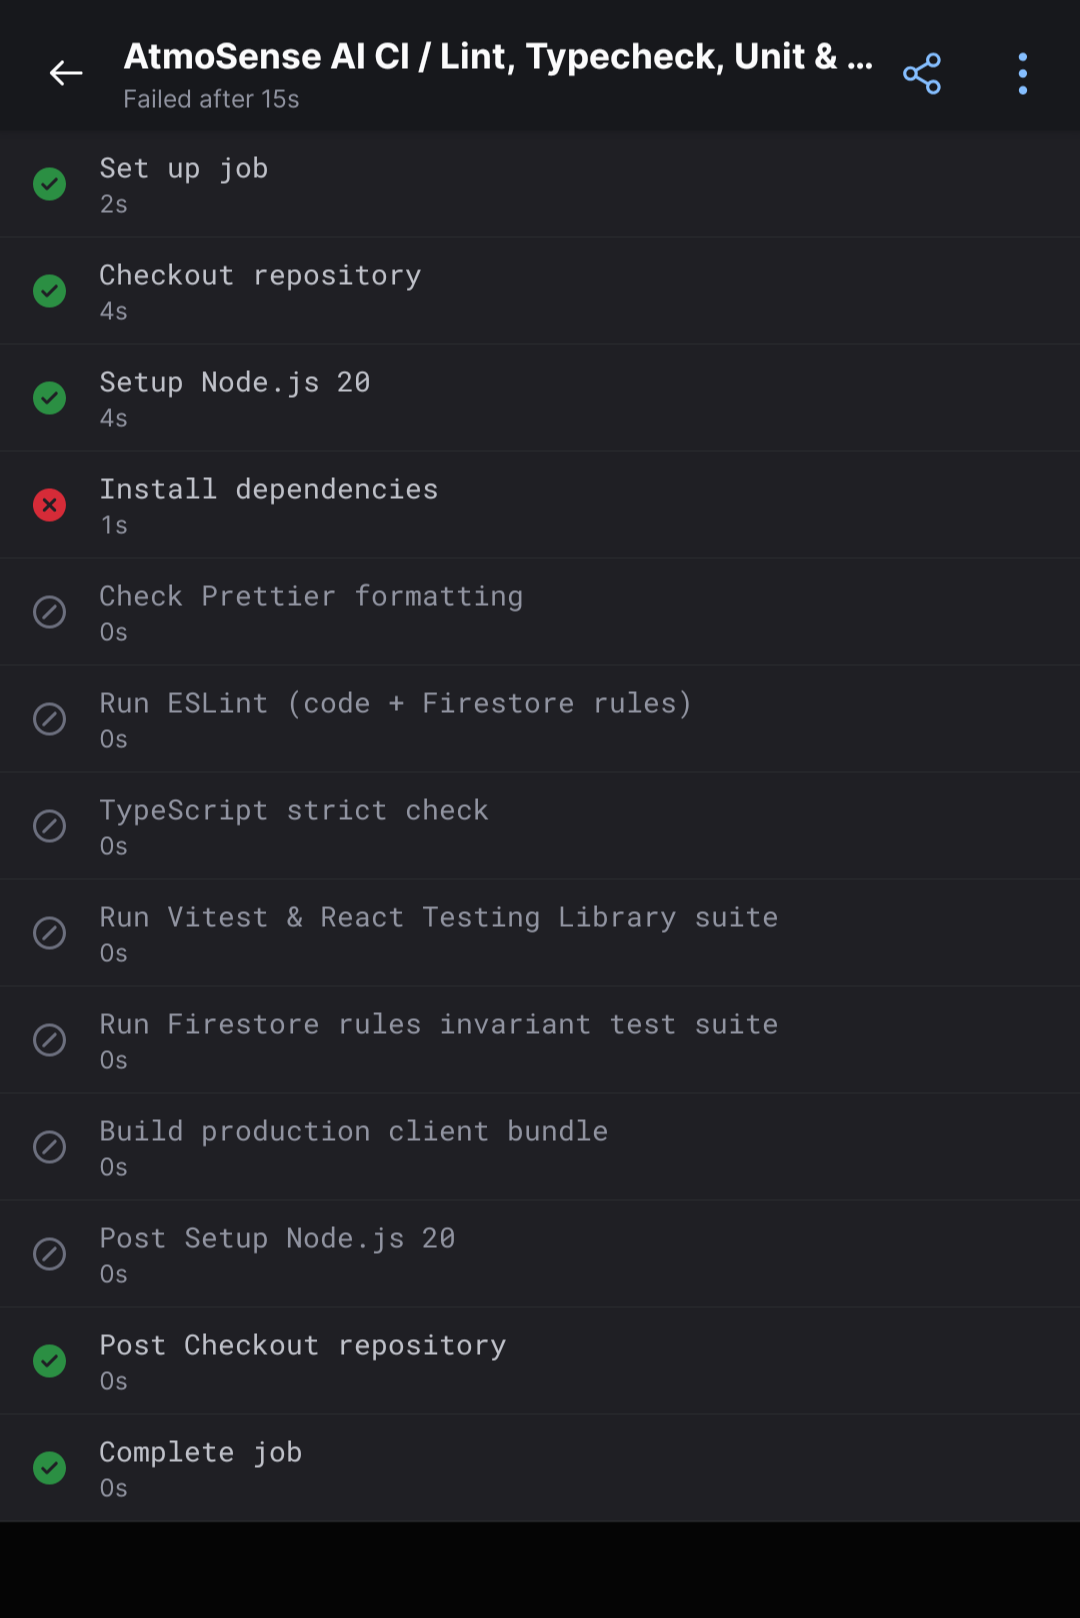 AtmoSense AI CI / Lint, Typecheck, Unit & ...
Failed after 15s
Set up job
2s
Checkout repository
4s
Setup Node.js 20
4s
Install dependencies
1s
Check Prettier formatting
0s
Run ESLint (code + Firestore rules)
0s
TypeScript strict check
0s
Run Vitest & React Testing Library suite
0s
Run Firestore rules invariant test suite
0s
Build production client bundle
0s
Post Setup Node.js 20
0s
Post Checkout repository
0s
Complete job
0s